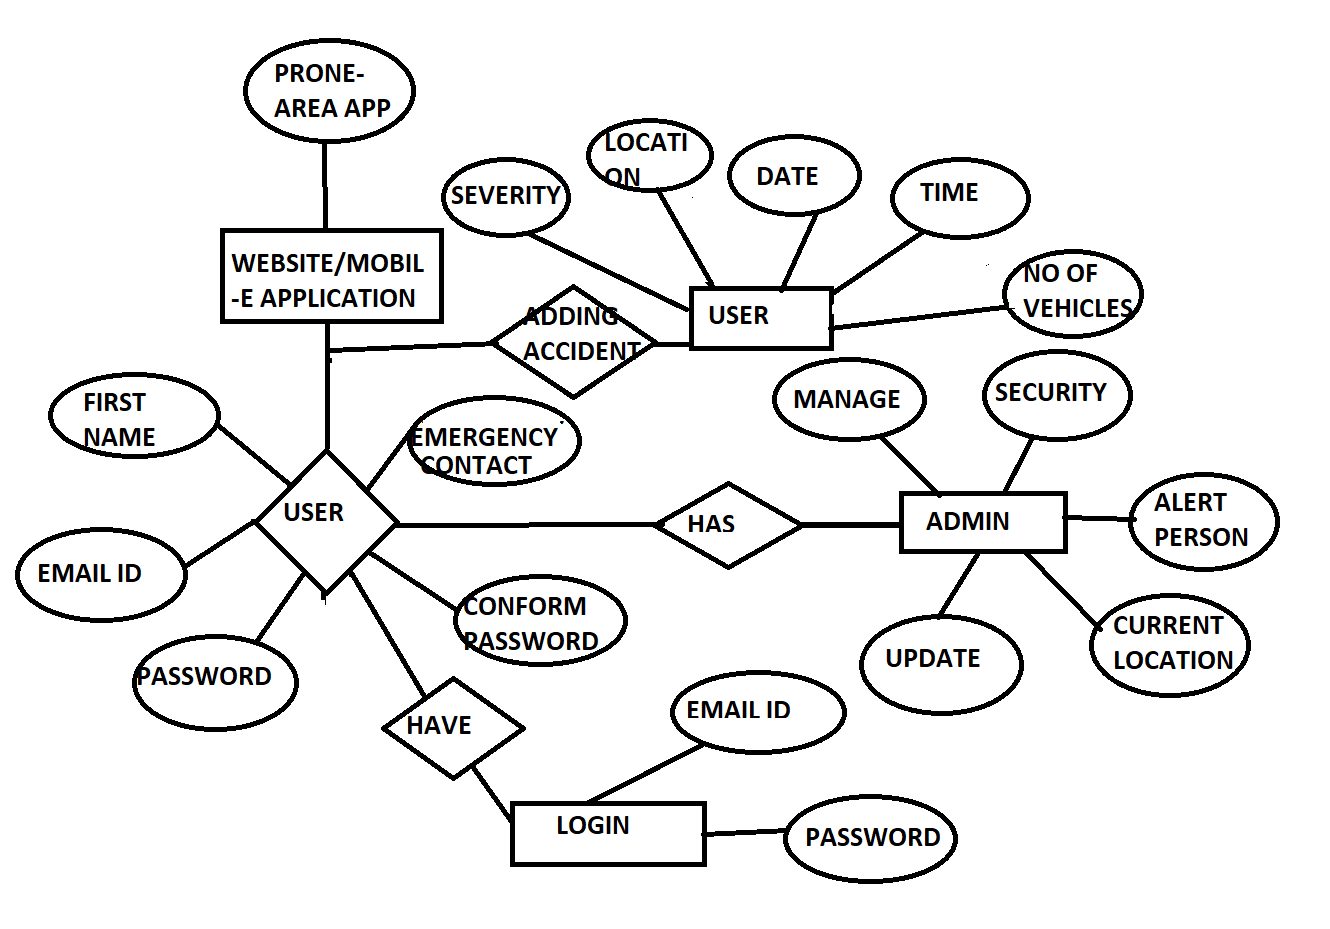 PRONE-
AREA APP
WEBSITE/MOBIL
-E APPLICATION
SEVERITY
LOCATI
ON
DATE
TIME
NO OF
VEHICLES
USER
ADDING
ACCIDENT
FIRST
NAME
EMERGENCY
CONTACT
MANAGE
SECURITY
USER
HAS
ADMIN
ALERT
PERSON
EMAIL ID
CONFORM
PASSWORD
PASSWORD
UPDATE
CURRENT
LOCATION
HAVE
EMAIL ID
LOGIN
PASSWORD